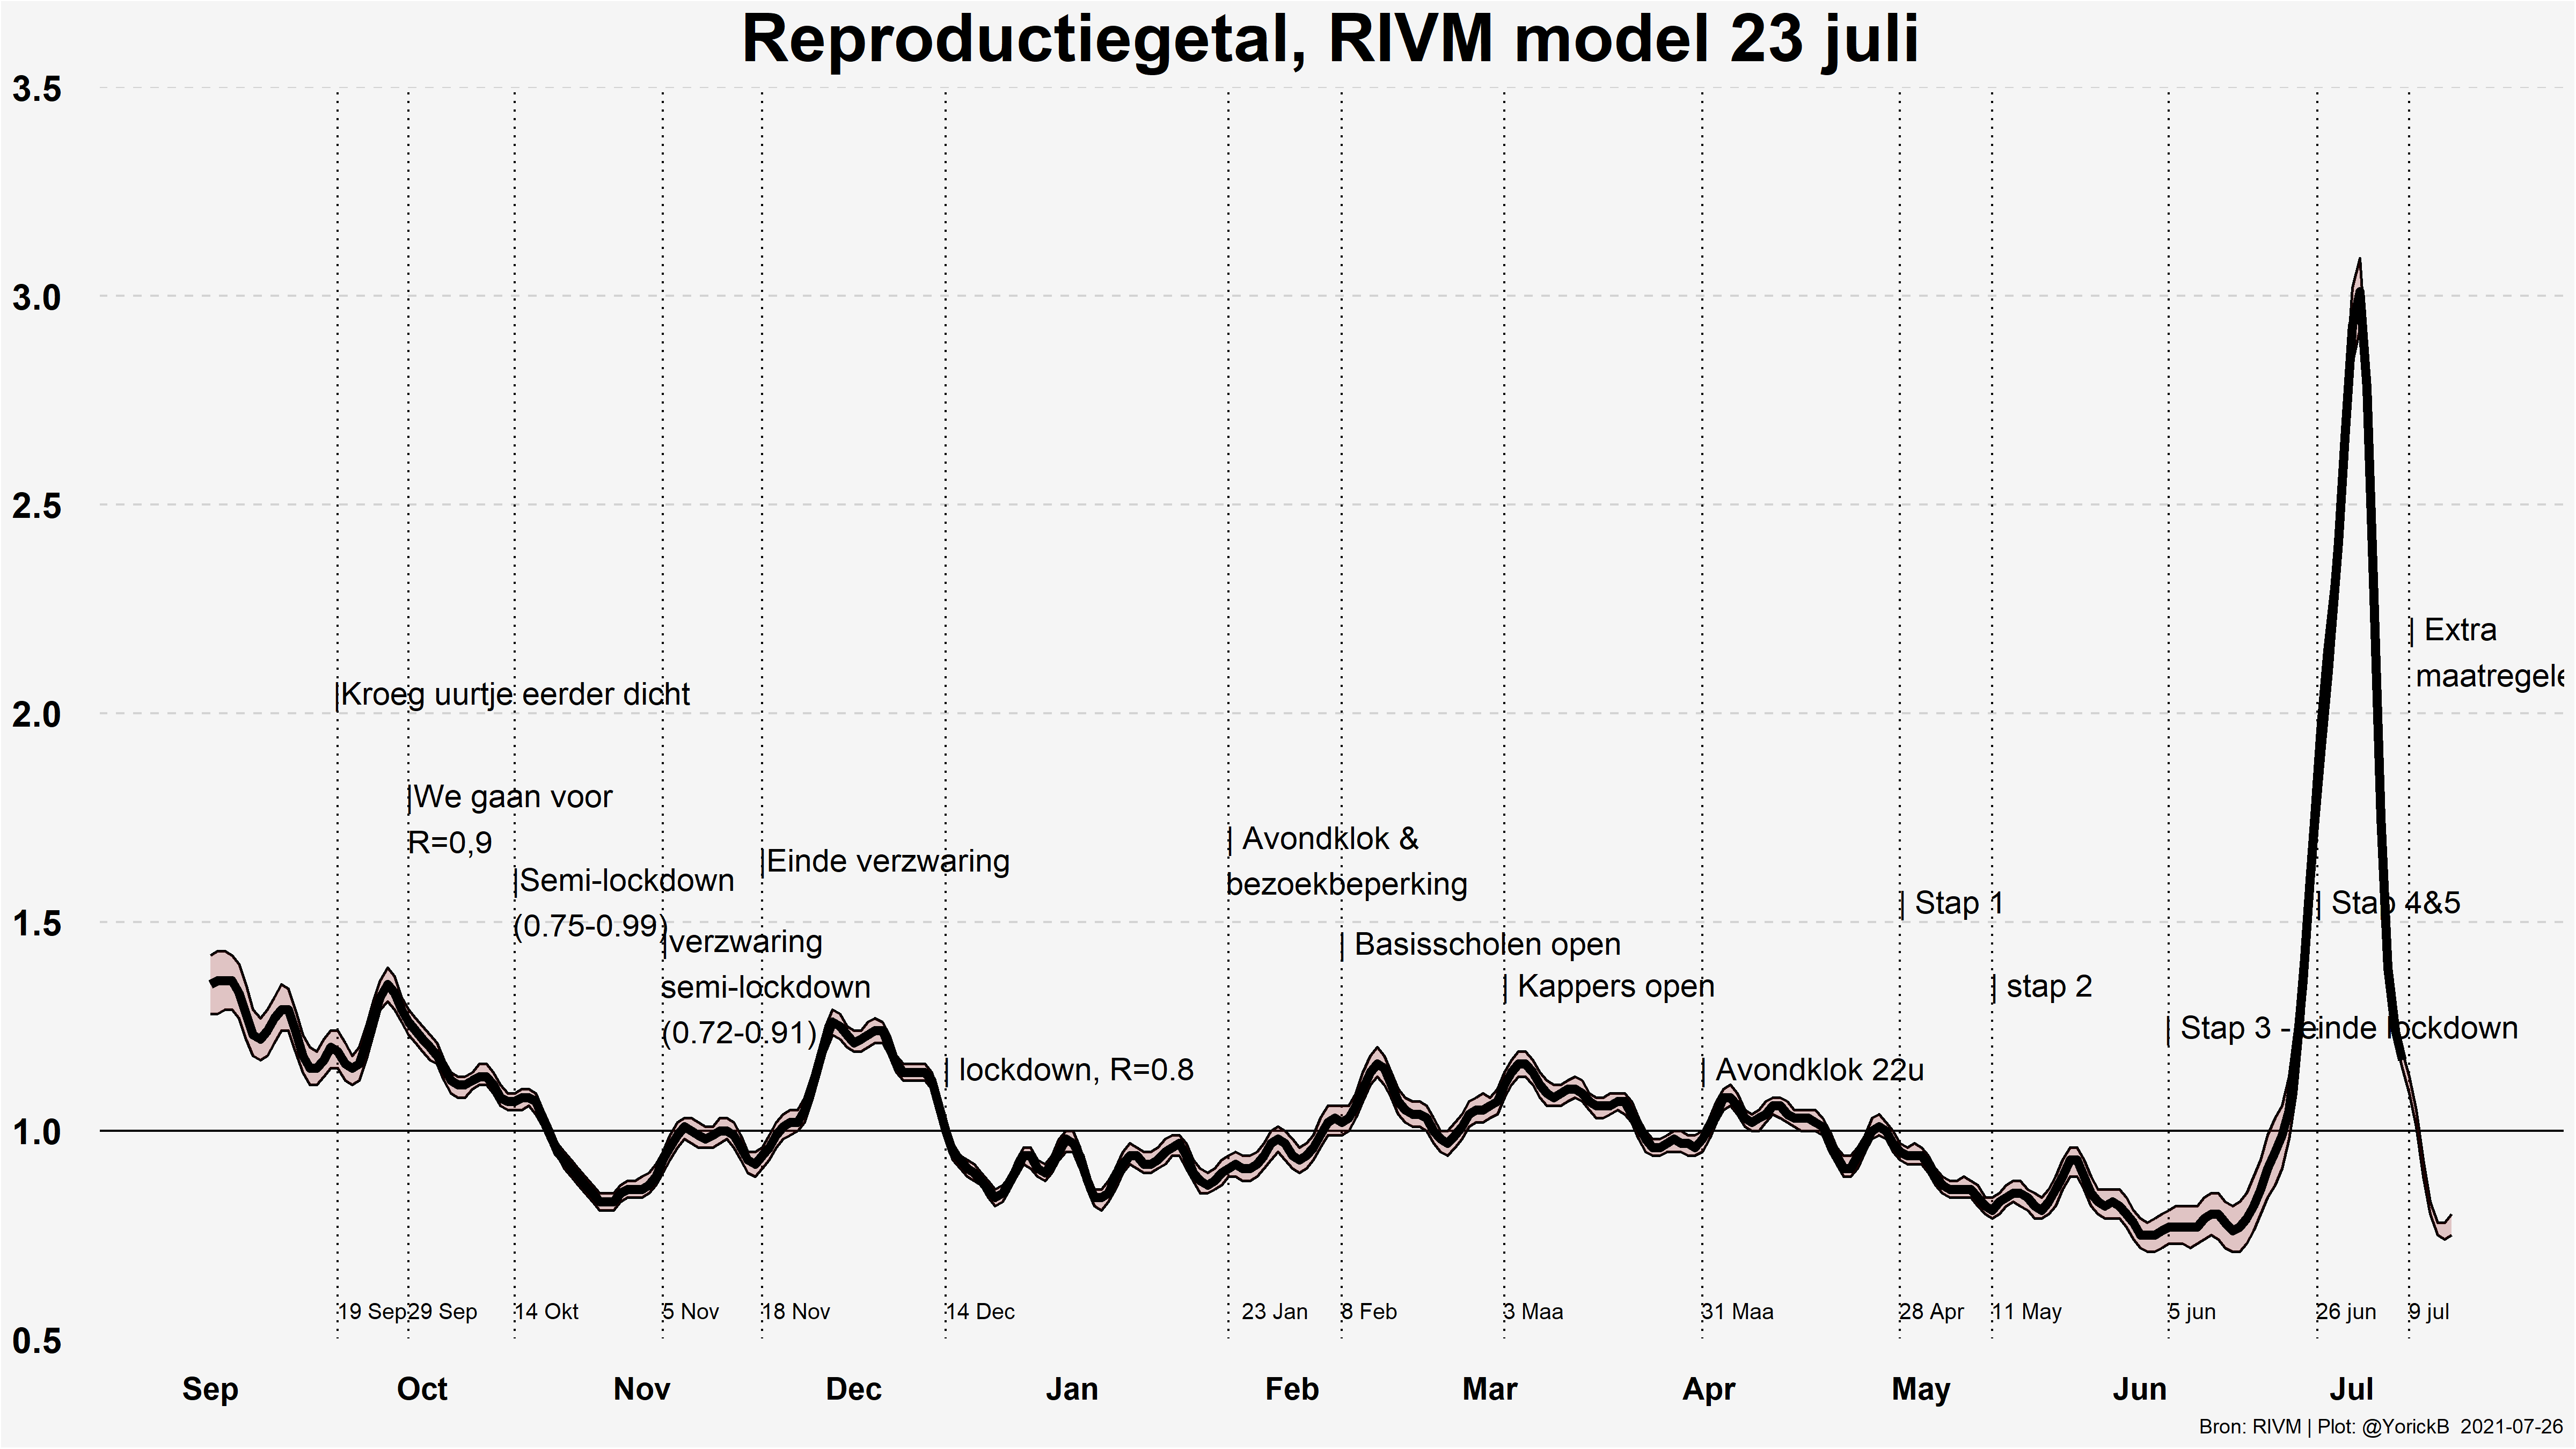 Reproductiegetal, RIVM model 23 juli
3.5
3.0
2.5
2.0
1.5
1.0
0.5
|Kroeg uurtje eerder dicht
|We gaan voor
R=0,9
|Semi-lockdown
(0.75-0.99)
|verzwaring
semi-lockdown
(0.72-0.91)
|Einde verzwaring
| lockdown, R=0.8
| Avondklok &
bezoekbeperking
| Basisscholen open
| Kappers open
| Avondklok 22u
| Stap 1
| stap 2
| Stap 3 - einde lockdown
| Stap 4&5
| Extra
maatregele
19 Sep
29 Sep
14 Okt
5 Nov
18 Nov
14 Dec
23 Jan
8 Feb
3 Maa
31 Maa
28 Apr
11 May
5 jun
26 jun
9 jul
Sep
Oct
Nov
Dec
Jan
Feb
Mar
Apr
May
Jun
Jul
Bron: RIVM | Plot: @YorickB 2021-07-26